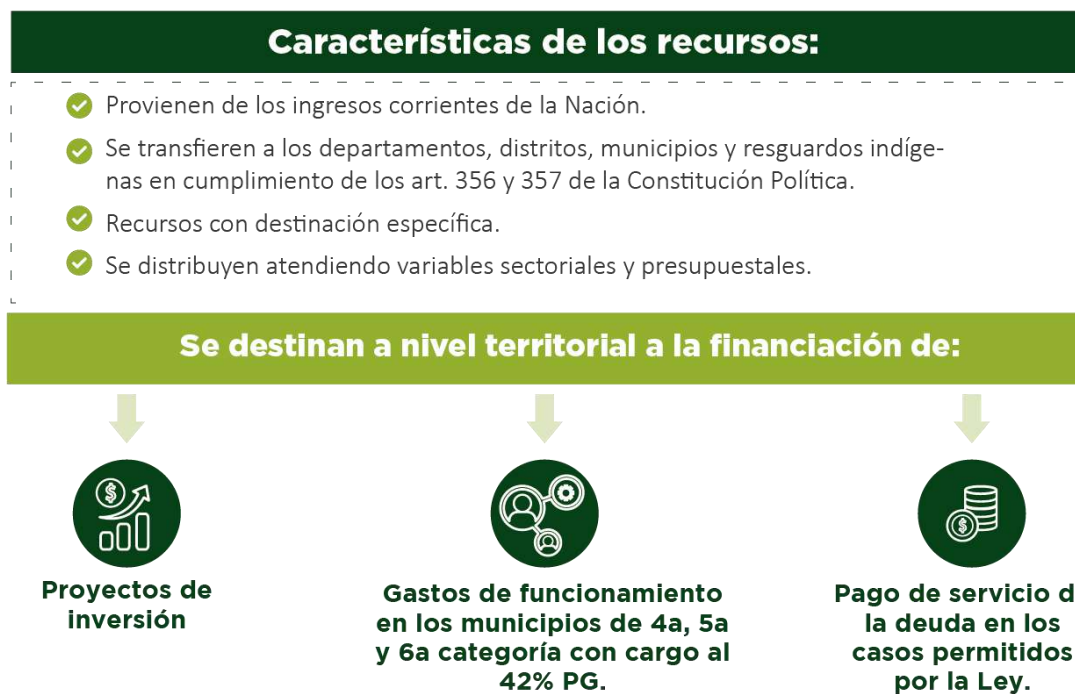 Características de los recursos:
Provienen de los ingresos corrientes de la Nación.
Se transfieren a los departamentos, distritos, municipios y resguardos indíge-
nas en cumplimiento de los art. 356 y 357 de la Constitución Política.
Recursos con destinación específica.
Se distribuyen atendiendo variables sectoriales y presupuestales.
Se destinan a nivel territorial a la financiación de:
Proyectos de
inversión
Gastos de funcionamiento
en los municipios de 4a, 5a
y 6a categoría con cargo al
42% PG.
Pago de servicio d
la deuda en los
casos permitidos
por la Ley.